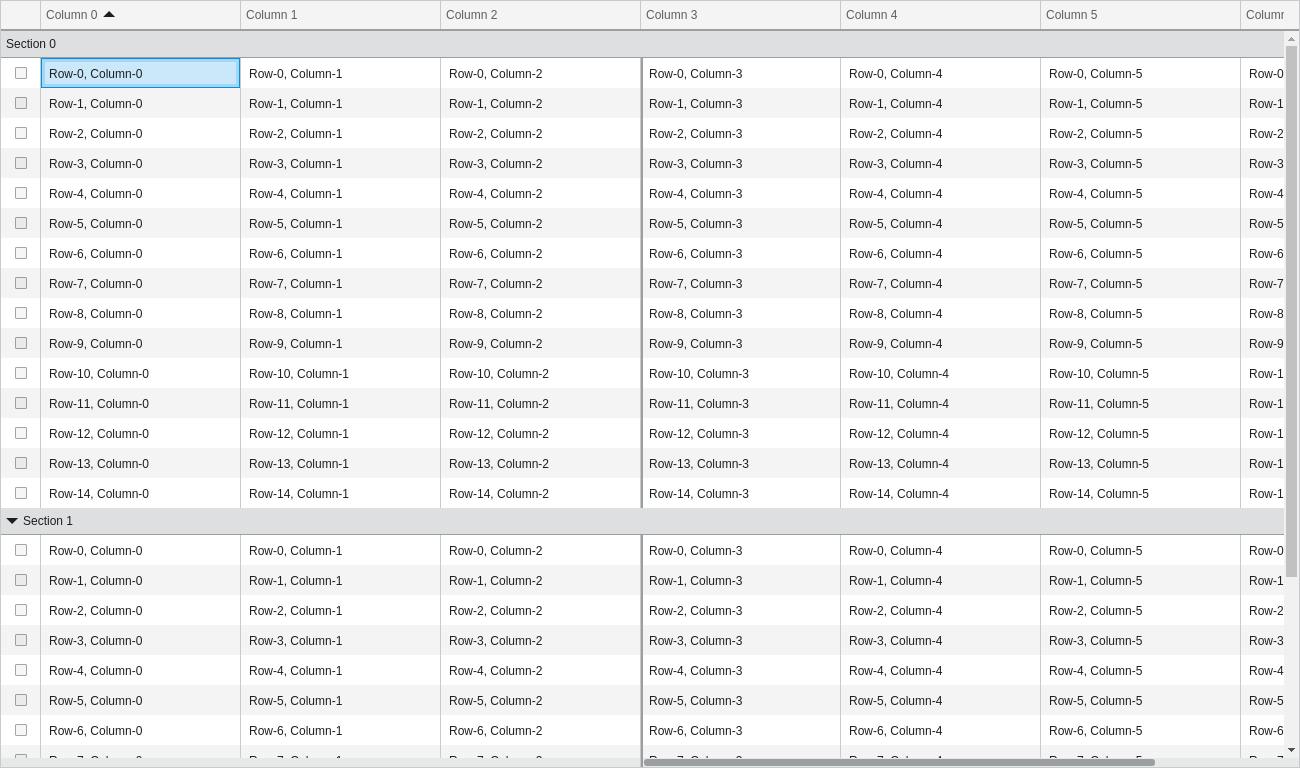 Column 0 Column 1 Column 2 Column 3 Column 4 Column 5
Section 0
Row-0, Column-0 Row-0, Column-1 Row-0, Column-2 Row-0, Column-3 Row-0, Column-4 Row-0, Column-5 Row-0
Row-1, Column-0 Row-1, Column-1 Row-1, Column-2 Row-1, Column-3 Row-1, Column-4 Row-1, Column-5 Row-1
Row-2, Column-0 Row-2, Column-1 Row-2, Column-2 Row-2, Column-3 Row-2, Column-4 Row-2, Column-5 Row-2
Row-3, Column-0 Row-3, Column-1 Row-3, Column-2 Row-3, Column-3 Row-3, Column-4 Row-3, Column-5 Row-3
Row-4, Column-0 Row-4, Column-1 Row-4, Column-2 Row-4, Column-3 Row-4, Column-4 Row-4, Column-5 Row-4
Row-5, Column-0 Row-5, Column-1 Row-5, Column-2 Row-5, Column-3 Row-5, Column-4 Row-5, Column-5 Row-5
Row-6, Column-0 Row-6, Column-1 Row-6, Column-2 Row-6, Column-3 Row-6, Column-4 Row-6, Column-5 Row-6
Row-7, Column-0 Row-7, Column-1 Row-7, Column-2 Row-7, Column-3 Row-7, Column-4 Row-7, Column-5 Row-7
Row-8, Column-0 Row-8, Column-1 Row-8, Column-2 Row-8, Column-3 Row-8, Column-4 Row-8, Column-5 Row-8
Row-9, Column-0 Row-9, Column-1 Row-9, Column-2 Row-9, Column-3 Row-9, Column-4 Row-9, Column-5 Row-9
Row-10, Column-0 Row-10, Column-1 Row-10, Column-2 Row-10, Column-3 Row-10, Column-4 Row-10, Column-5 Row-1
Row-11, Column-0 Row-11, Column-1 Row-11, Column-2 Row-11, Column-3 Row-11, Column-4 Row-11, Column-5 Row-1
Row-12, Column-0 Row-12, Column-1 Row-12, Column-2 Row-12, Column-3 Row-12, Column-4 Row-12, Column-5 Row-1
Row-13, Column-0 Row-13, Column-1 Row-13, Column-2 Row-13, Column-3 Row-13, Column-4 Row-13, Column-5 Row-1
Row-14, Column-0 Row-14, Column-1 Row-14, Column-2 Row-14, Column-3 Row-14, Column-4 Row-14, Column-5 Row-1
Section 1
Row-0, Column-0 Row-0, Column-1 Row-0, Column-2 Row-0, Column-3 Row-0, Column-4 Row-0, Column-5 Row-0
Row-1, Column-0 Row-1, Column-1 Row-1, Column-2 Row-1, Column-3 Row-1, Column-4 Row-1, Column-5 Row-1
Row-2, Column-0 Row-2, Column-1 Row-2, Column-2 Row-2, Column-3 Row-2, Column-4 Row-2, Column-5 Row-2
Row-3, Column-0 Row-3, Column-1 Row-3, Column-2 Row-3, Column-3 Row-3, Column-4 Row-3, Column-5 Row-3
Row-4, Column-0 Row-4, Column-1 Row-4, Column-2 Row-4, Column-3 Row-4, Column-4 Row-4, Column-5 Row-4
Row-5, Column-0 Row-5, Column-1 Row-5, Column-2 Row-5, Column-3 Row-5, Column-4 Row-5, Column-5 Row-5
Row-6, Column-0 Row-6, Column-1 Row-6, Column-2 Row-6, Column-3 Row-6, Column-4 Row-6, Column-5 Row-6